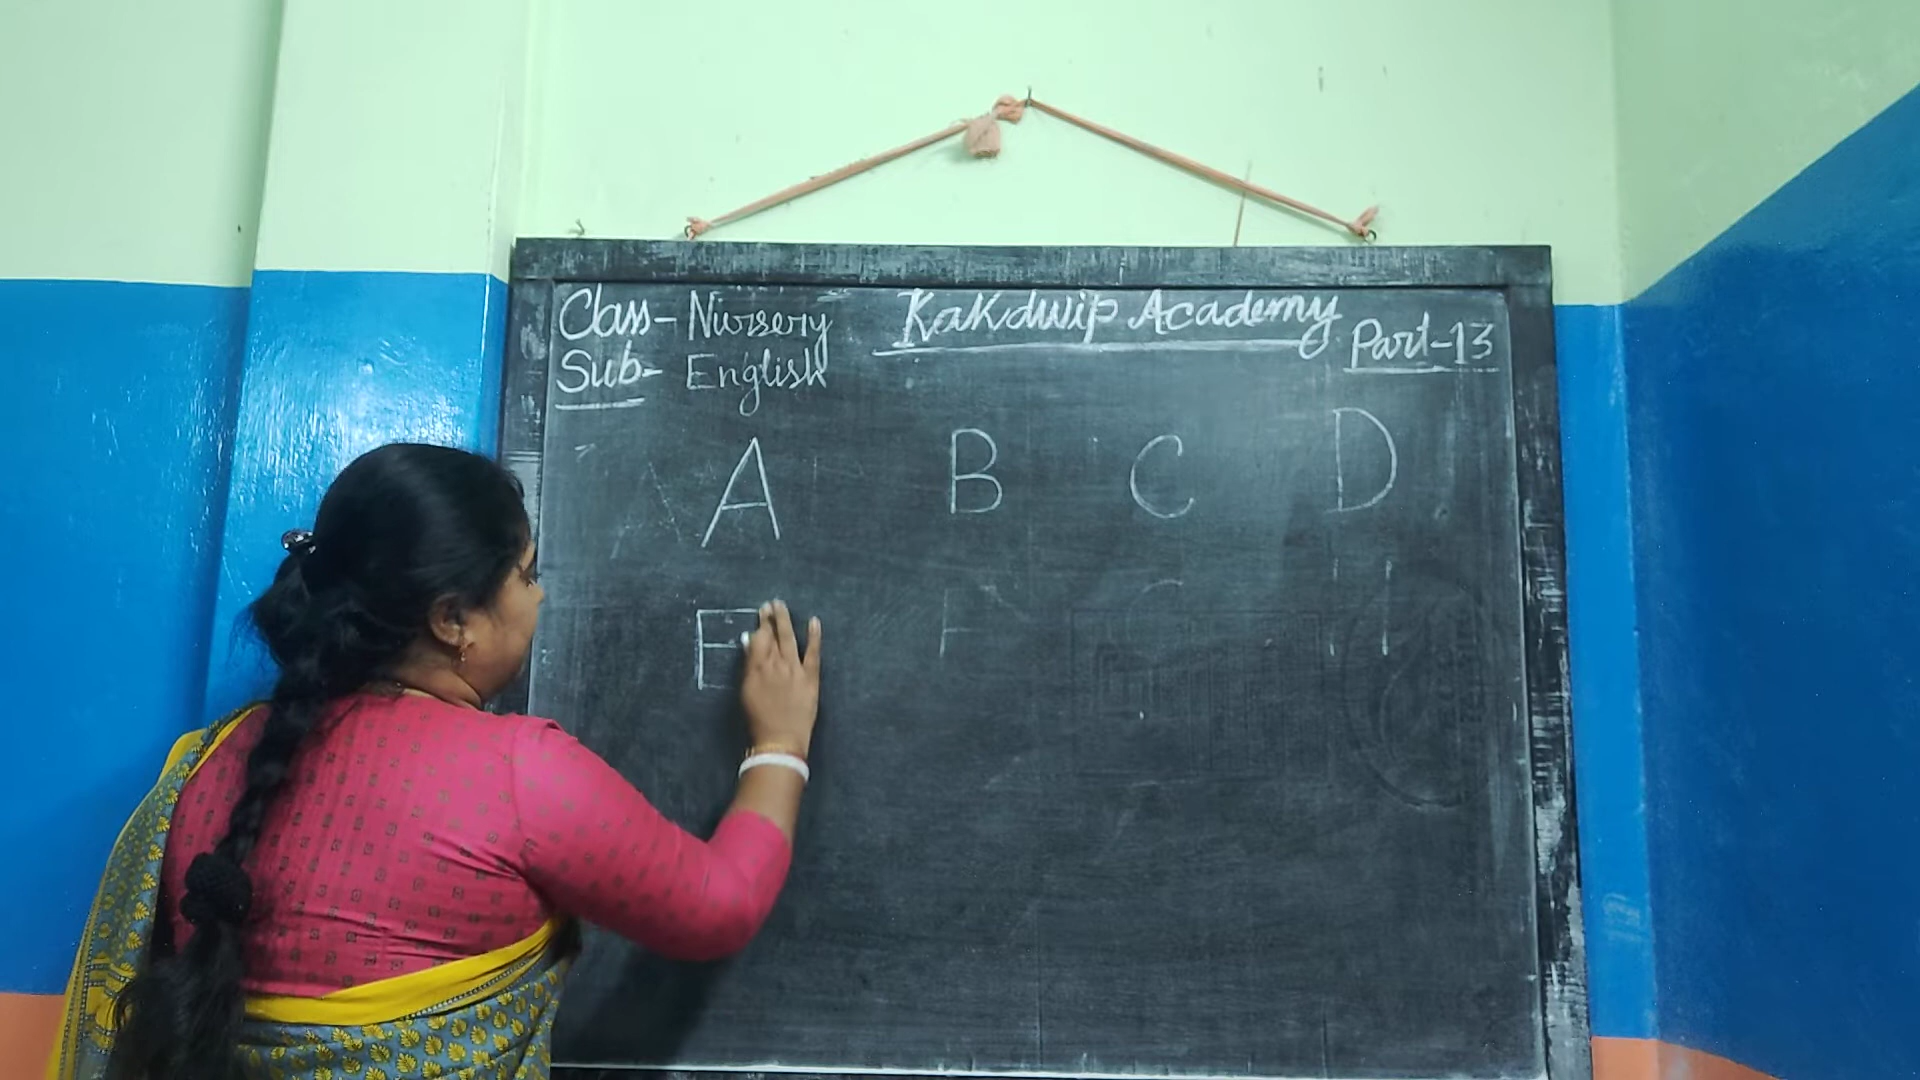 Class- Nursery
Kakdwip Academy
Part-13
Sub- English
A B C D
E